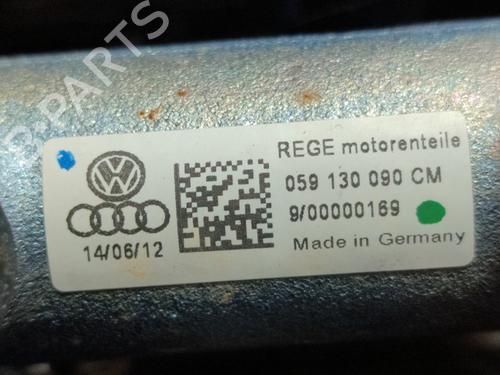 REGE motorenteile
059 130 090 CM
9/00000169
Made in Germany
14/06/12
B-PARTS